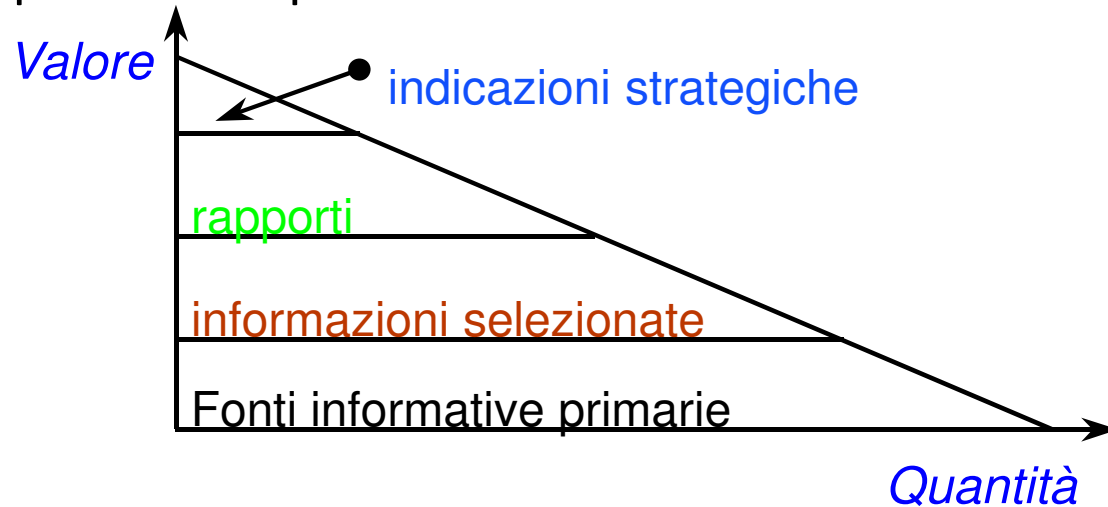 Valore
indicazioni strategiche
rapporti
informazioni selezionate
Fonti informative primarie
Quantità